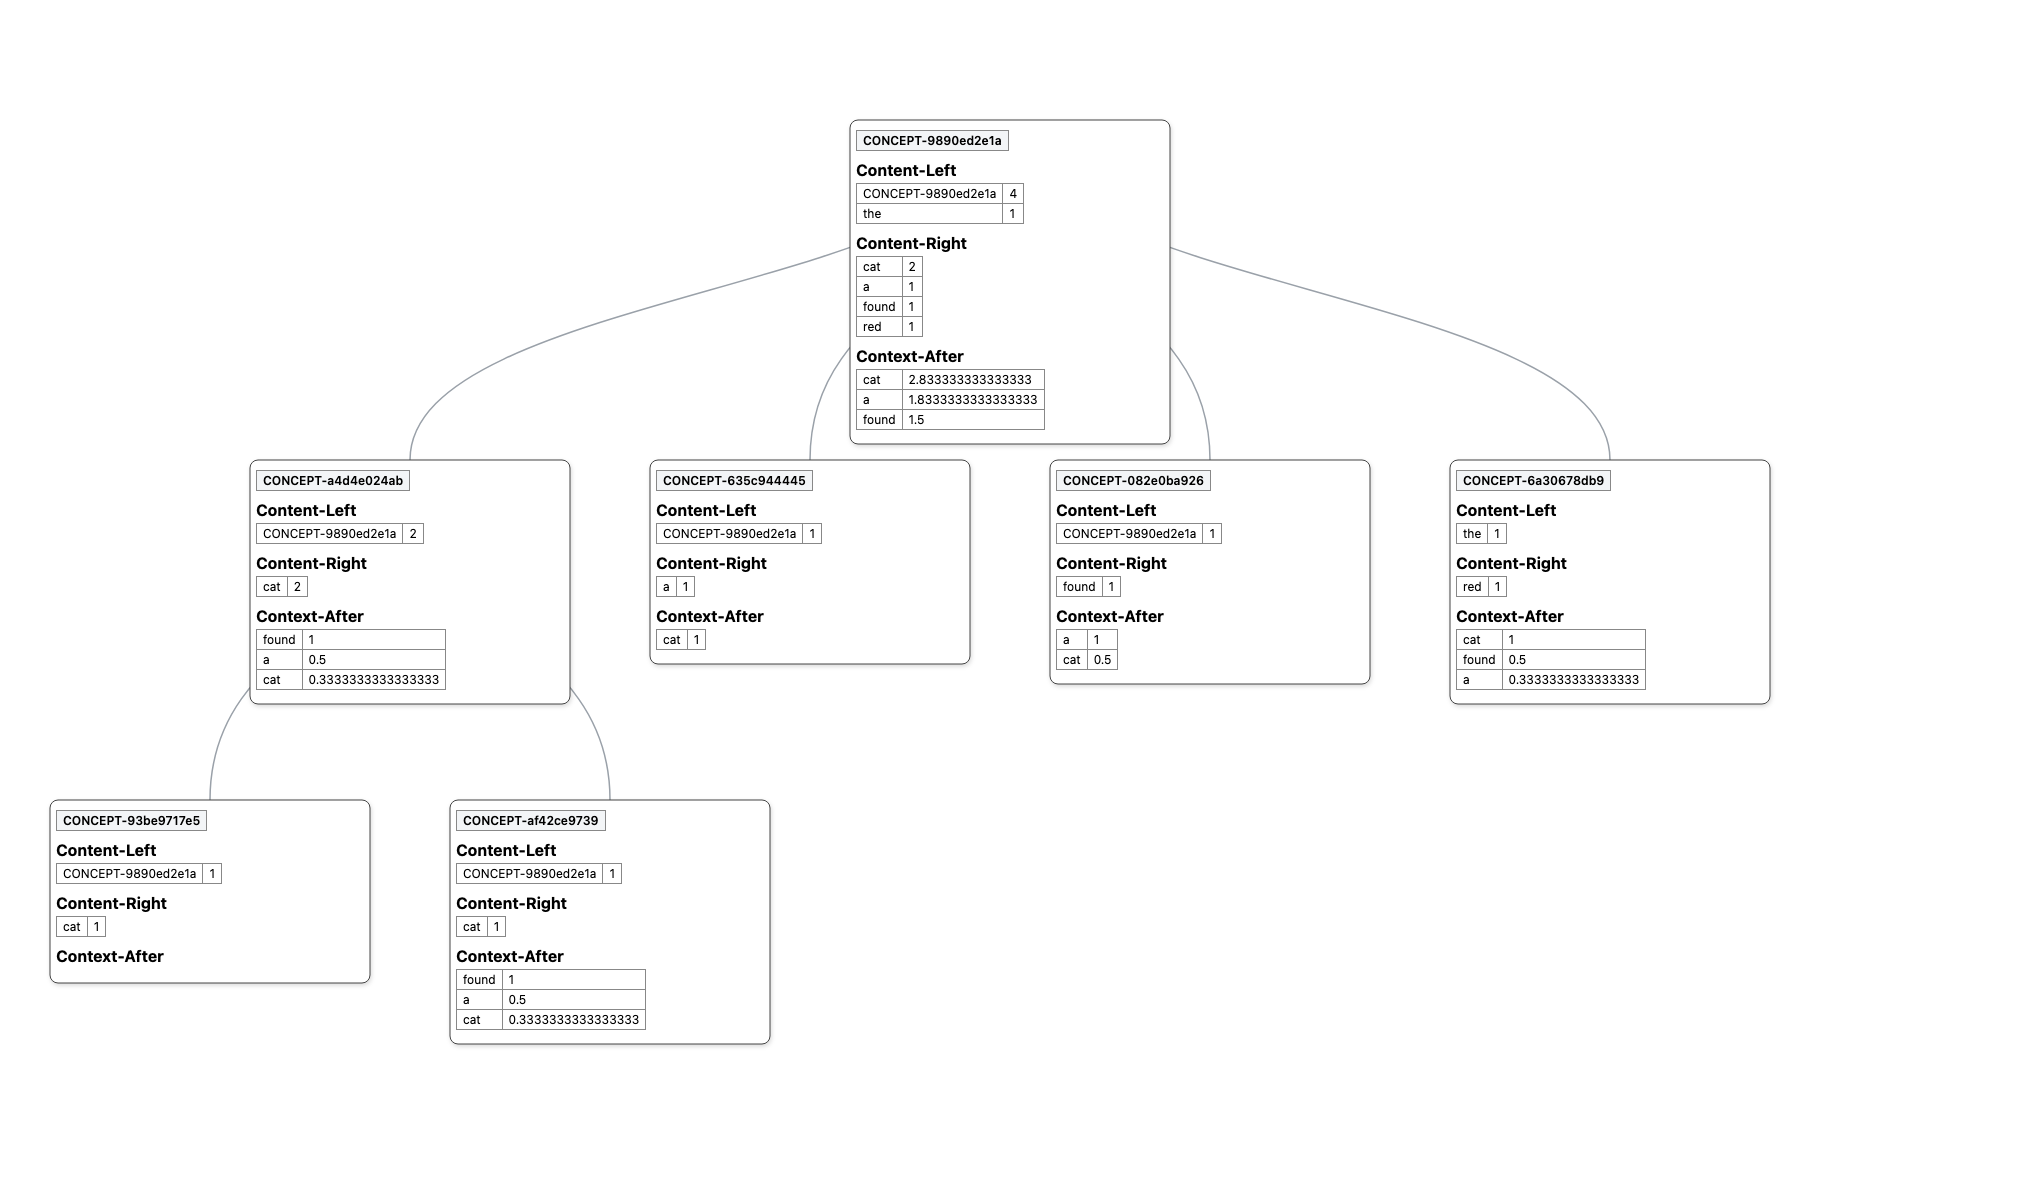 CONCEPT-9890ed2e1a
Content-Left
CONCEPT-9890ed2e1a 4
the 1
Content-Right
cat 2
a 1
found 1
red 1
Context-After
cat 2.833333333333333
a 1.8333333333333333
found 1.5
CONCEPT-a4d4e024ab
Content-Left
CONCEPT-9890ed2e1a 2
Content-Right
cat 2
Context-After
found 1
a 0.5
cat 0.3333333333333333
CONCEPT-635c944445
Content-Left
CONCEPT-9890ed2e1a 1
Content-Right
a 1
Context-After
cat 1
CONCEPT-082e0ba926
Content-Left
CONCEPT-9890ed2e1a 1
Content-Right
found 1
Context-After
a 1
cat 0.5
CONCEPT-6a30678db9
Content-Left
the 1
Content-Right
red 1
Context-After
cat 1
found 0.5
a 0.3333333333333333
CONCEPT-93be9717e5
Content-Left
CONCEPT-9890ed2e1a 1
Content-Right
cat 1
Context-After
CONCEPT-af42ce9739
Content-Left
CONCEPT-9890ed2e1a 1
Content-Right
cat 1
Context-After
found 1
a 0.5
cat 0.3333333333333333